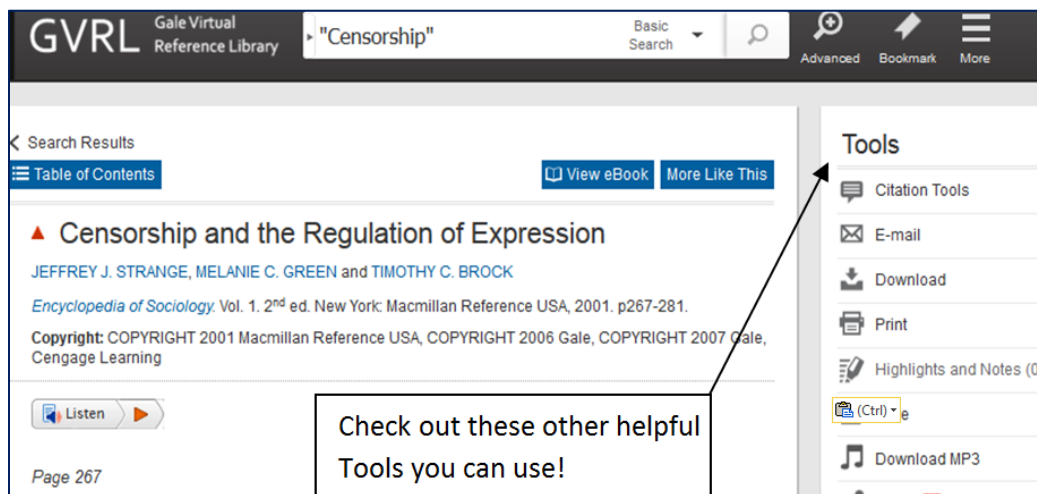 GVRL Gale Virtual
Reference Library
"Censorship"
Basic
Search
Advanced Bookmark More
Search Results
Table of Contents
View eBook More Like This
Censorship and the Regulation of Expression
JEFFREY J. STRANGE, MELANIE C. GREEN and TIMOTHY C. BROCK
Encyclopedia of Sociology. Vol. 1. 2nd ed. New York: Macmillan Reference USA, 2001. p267-281.
Copyright: COPYRIGHT 2001 Macmillan Reference USA, COPYRIGHT 2006 Gale, COPYRIGHT 2007 Gale,
Cengage Learning
Listen
Page 267
Check out these other helpful
Tools you can use!
Tools
Citation Tools
E-mail
Download
Print
Highlights and Notes (0
(Ctrl)
Download MP3